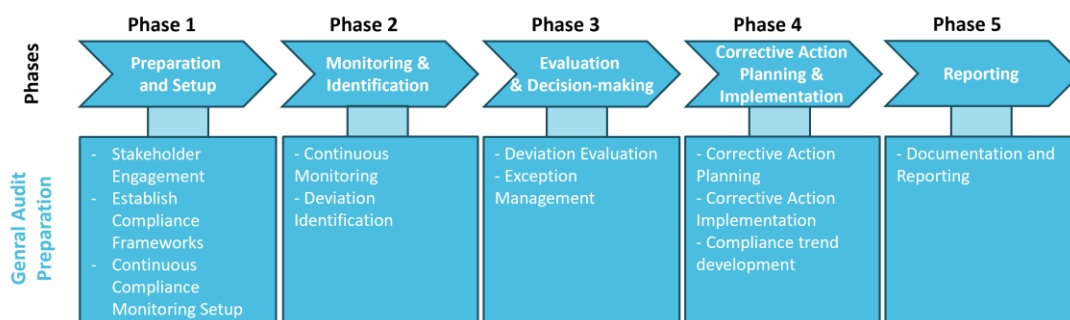 Phase 1
Phase 2
Phase 3
Phase 4
Phase 5
Phases
Preparation
and Setup
Monitoring &
Identification
Evaluation
& Decision-making
Corrective Action
Planning &
Implementation
Reporting
Genral Audit
Preparation
- Stakeholder
Engagement
- Establish
Compliance
Frameworks
- Continuous
Compliance
Monitoring Setup
- Continuous
Monitoring
- Deviation
Identification
- Deviation Evaluation
- Exception
Management
- Corrective Action
Planning
- Corrective Action
Implementation
- Compliance trend
development
- Documentation and
Reporting